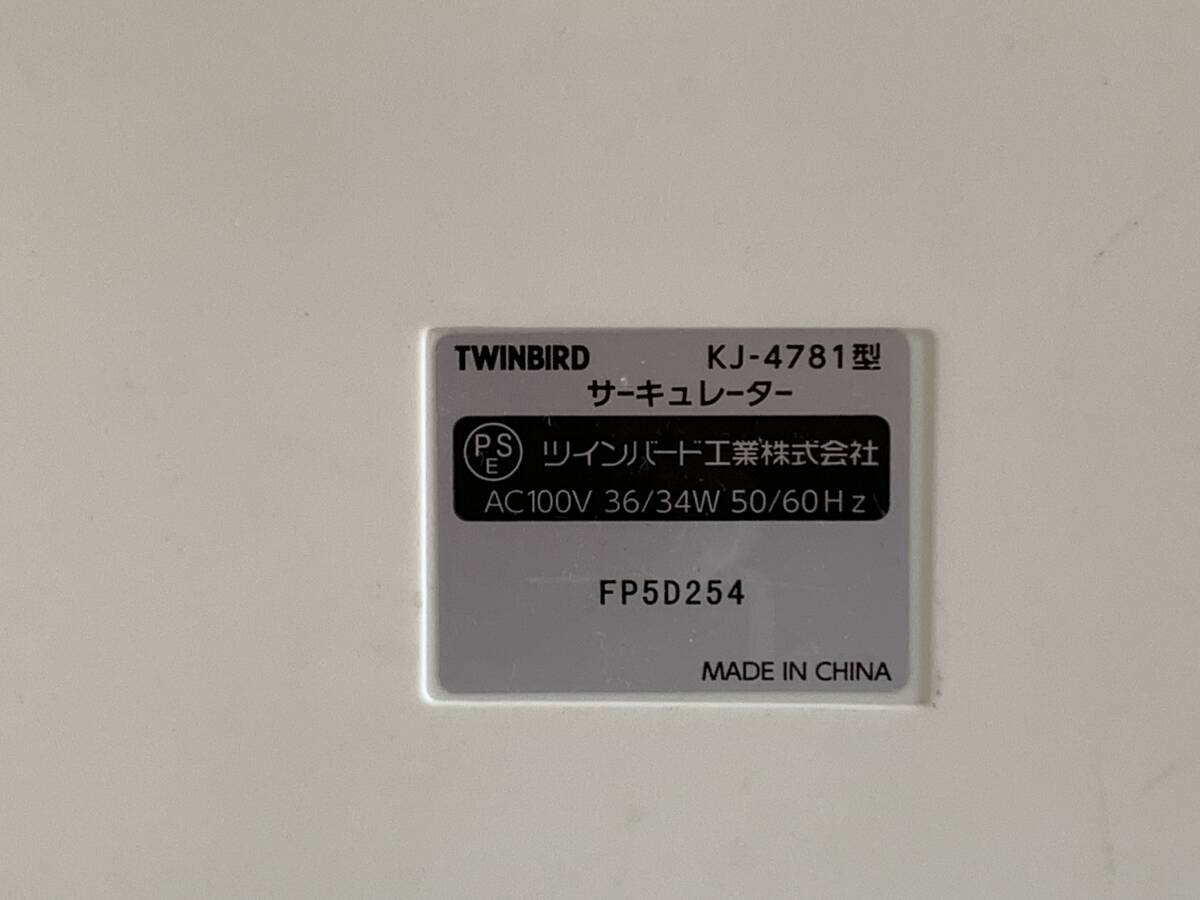 TWINBIRD KJ-4781型
サーキュレーター
PSE ツインバード工業株式会社
AC100V 36/34W 50/60Hz
FP5D254
MADE IN CHINA